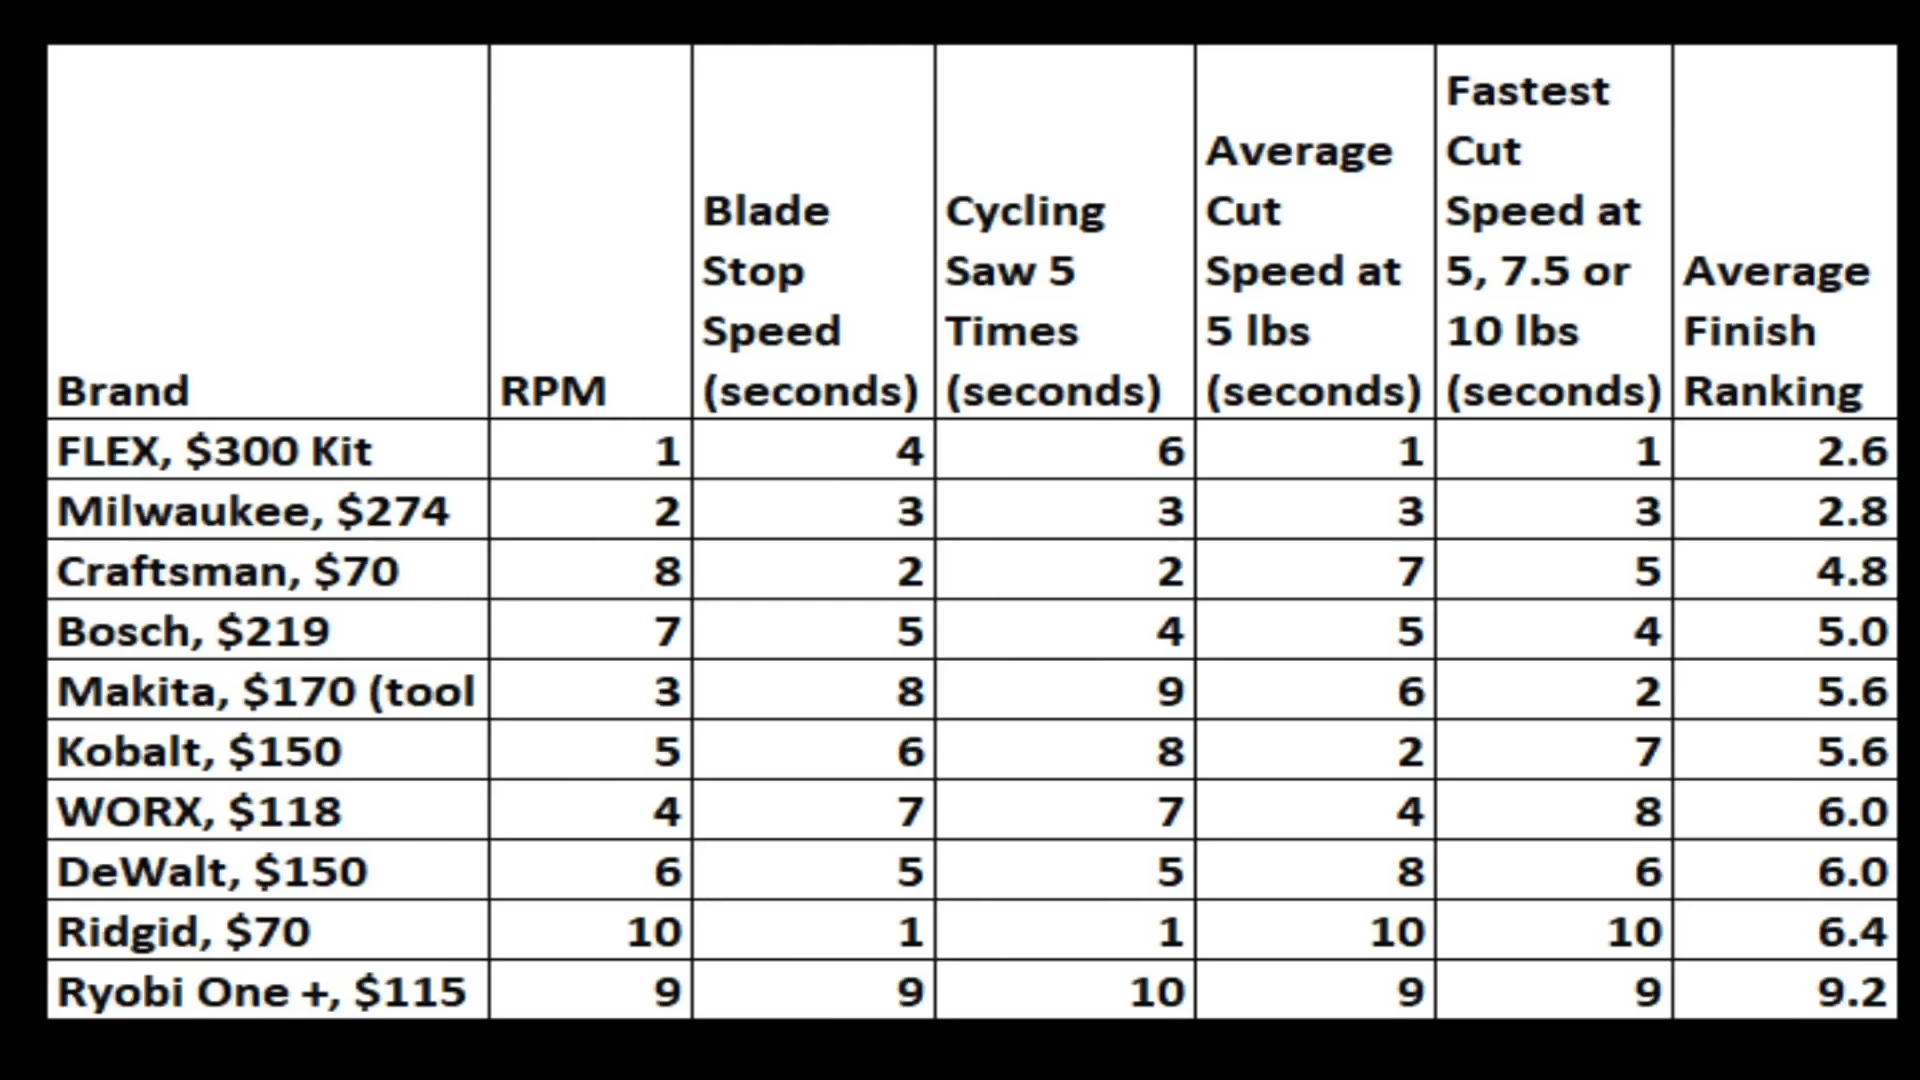 Brand RPM Blade Stop Speed (seconds) Cycling Saw 5 Times (seconds) Average Cut Speed at 5 lbs (seconds) Fastest Cut Speed at 5, 7.5 or 10 lbs (seconds) Average Finish Ranking
FLEX, $300 Kit 1 4 6 1 1 2.6
Milwaukee, $274 2 3 3 3 3 2.8
Craftsman, $70 8 2 2 7 5 4.8
Bosch, $219 7 5 4 5 4 5.0
Makita, $170 (tool 3 8 9 6 2 5.6
Kobalt, $150 5 6 8 2 7 5.6
WORX, $118 4 7 7 4 8 6.0
DeWalt, $150 6 5 5 8 6 6.0
Ridgid, $70 10 1 1 10 10 6.4
Ryobi One +, $115 9 9 10 9 9 9.2